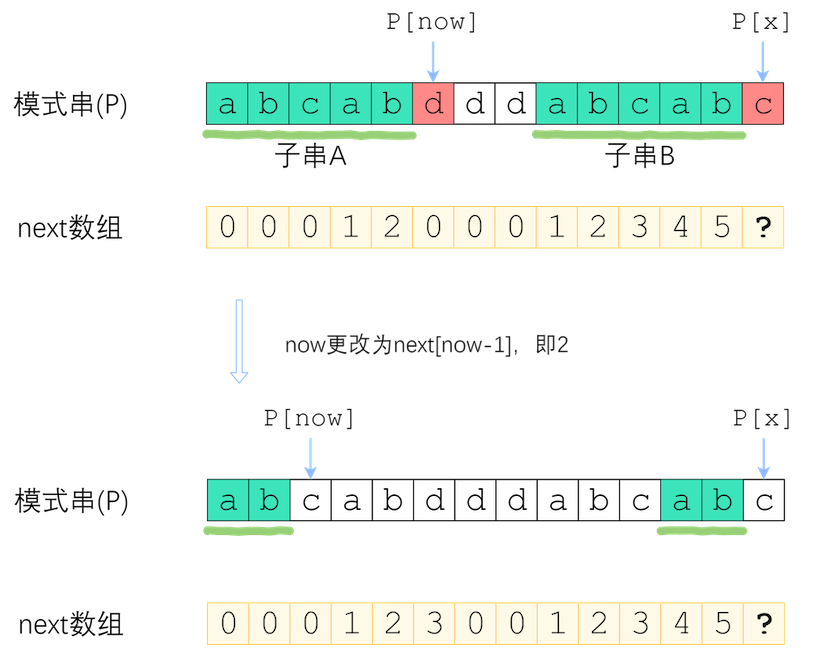 P[now] P[x]
模式串(P) a b c a b d d d a b c a b c
子串A 子串B
next数组 0 0 0 1 2 0 0 0 1 2 3 4 5 ?
now更改为next[now-1]，即2
P[now] P[x]
模式串(P) a b c a b d d d a b c a b c
next数组 0 0 0 1 2 3 0 0 1 2 3 4 5 ?